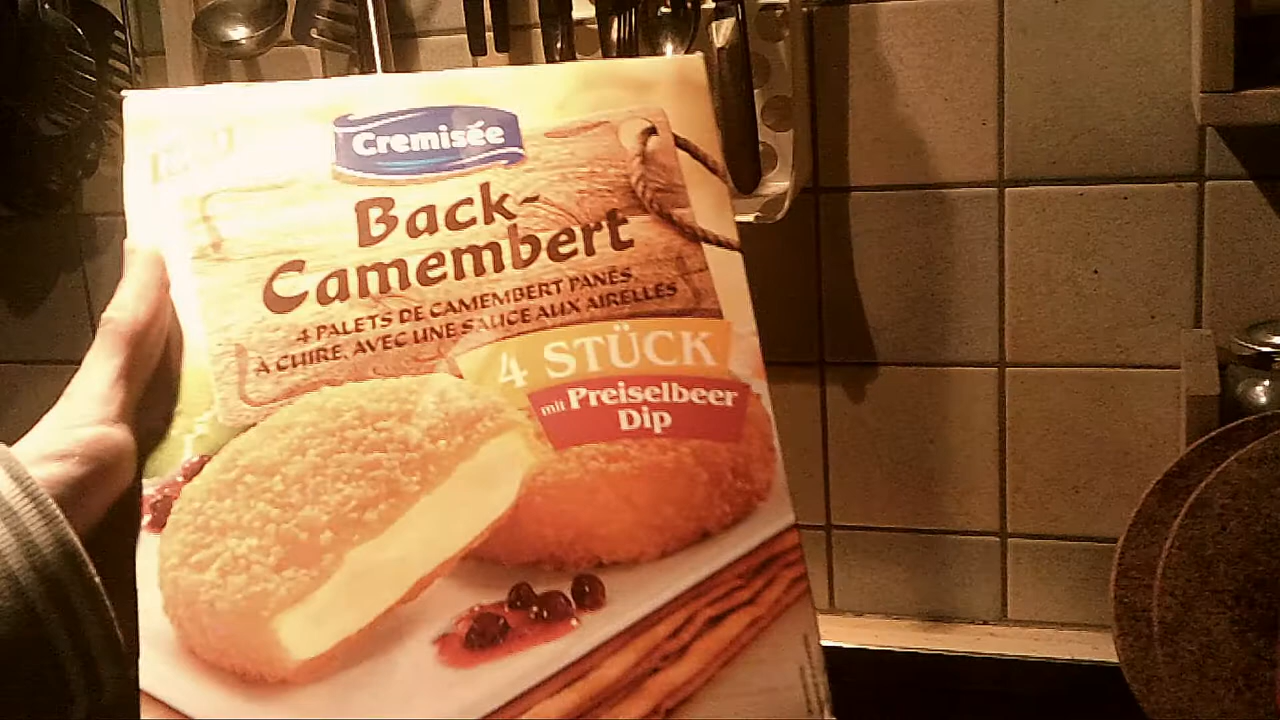 Cremisée
Back-
Camembert
4 PALETS DE CAMEMBERT PANÉS,
À CUIRE, AVEC UNE SAUCE AUX AIRELLES
4 STÜCK
mit Preiselbeer
Dip